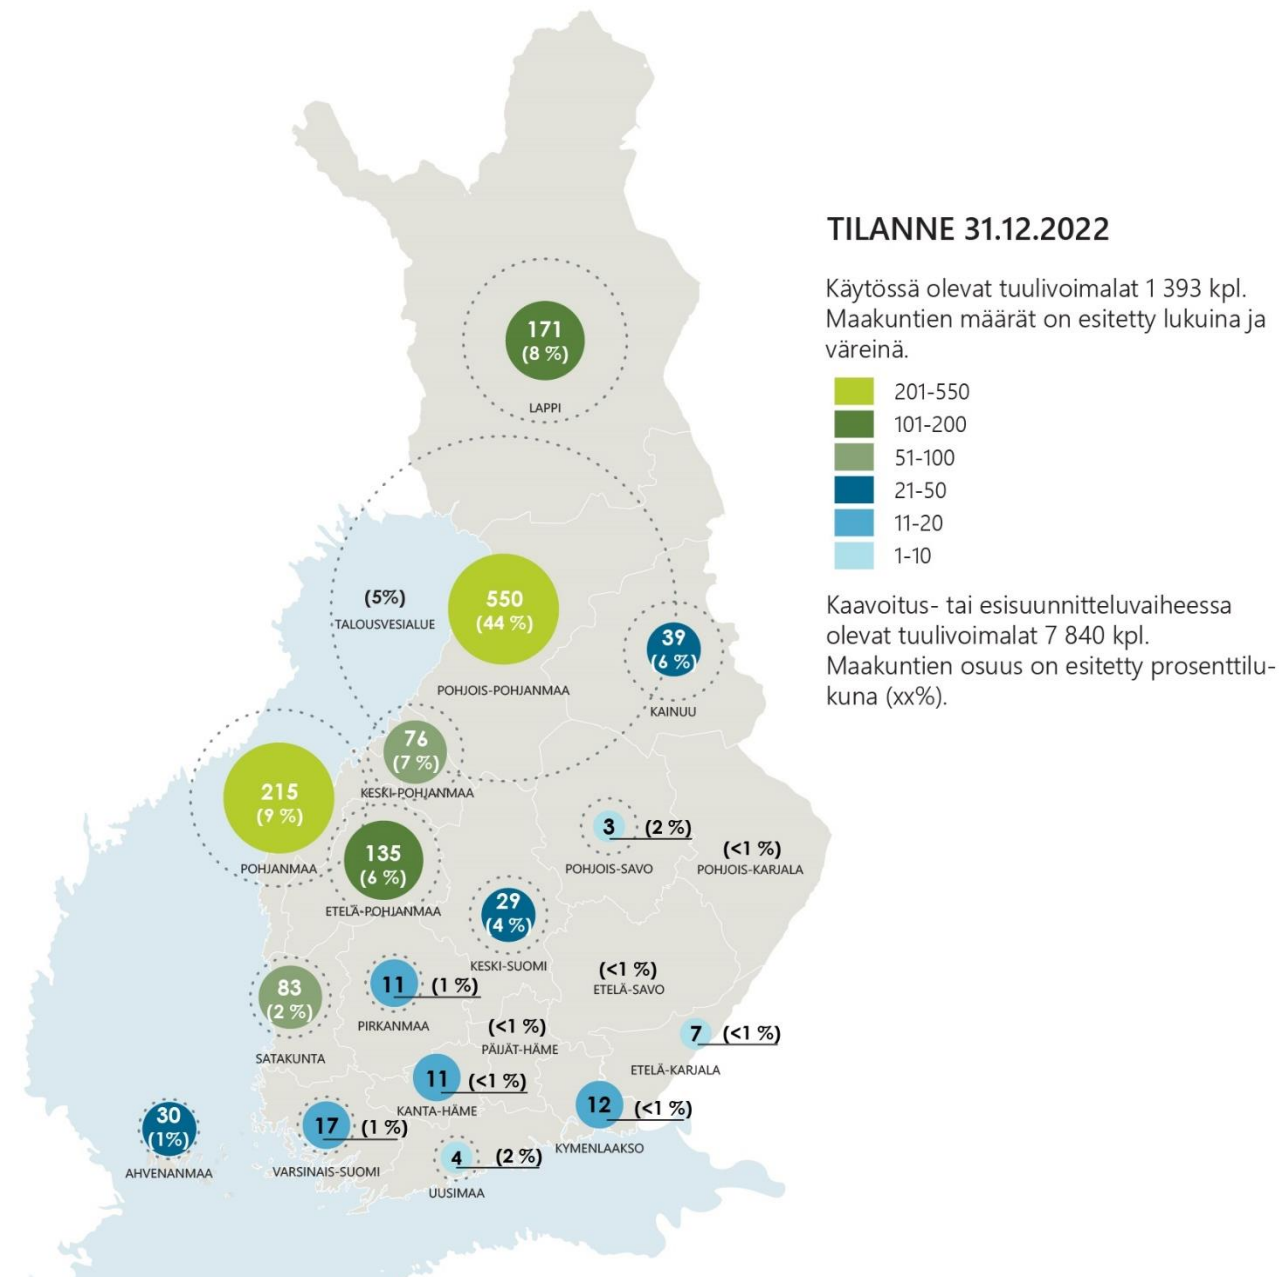 TILANNE 31.12.2022
Käytössä olevat tuulivoimalat 1 393 kpl.
Maakuntien määrät on esitetty lukuina ja
väreinä.
201-550
101-200
51-100
21-50
11-20
1-10
Kaavoitus- tai esisuunnitteluvaiheessa
olevat tuulivoimalat 7 840 kpl.
Maakuntien osuus on esitetty prosenttilu-
kuna (xx%).
171
(8 %)
LAPPI
(5%)
TALOUSVESIALUE
550
(44 %)
POHJOIS-POHJANMAA
39
(6 %)
KAINUU
76
(7 %)
KESKI-POHJANMAA
215
(9 %)
POHJANMAA
135
(6 %)
ETELÄ-POHJANMAA
3 (2 %)
POHJOIS-SAVO
(<1 %)
POHJOIS-KARJALA
29
(4 %)
KESKI-SUOMI
(<1 %)
ETELÄ-SAVO
83
(2 %)
SATAKUNTA
11 (1 %)
PIRKANMAA
(<1 %)
PÄIJÄT-HÄME
7 (<1 %)
ETELÄ-KARJALA
11 (<1 %)
KANTA-HÄME
12 (<1 %)
KYMENLAAKSO
30
(1%)
AHVENANMAA
17 (1 %)
VARSINAIS-SUOMI
4 (2 %)
UUSIMAA